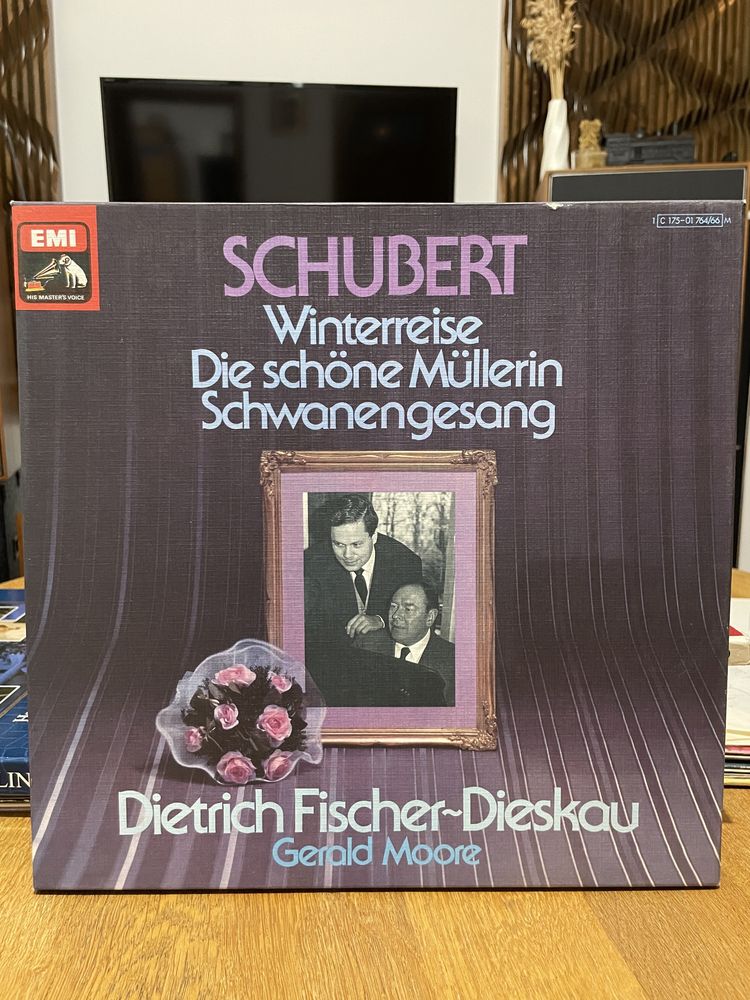 EMI
HIS MASTER'S VOICE
1 C 175-01 764/66 M
SCHUBERT
Winterreise
Die schöne Müllerin
Schwanengesang
Dietrich Fischer~Dieskau
Gerald Moore
LIN